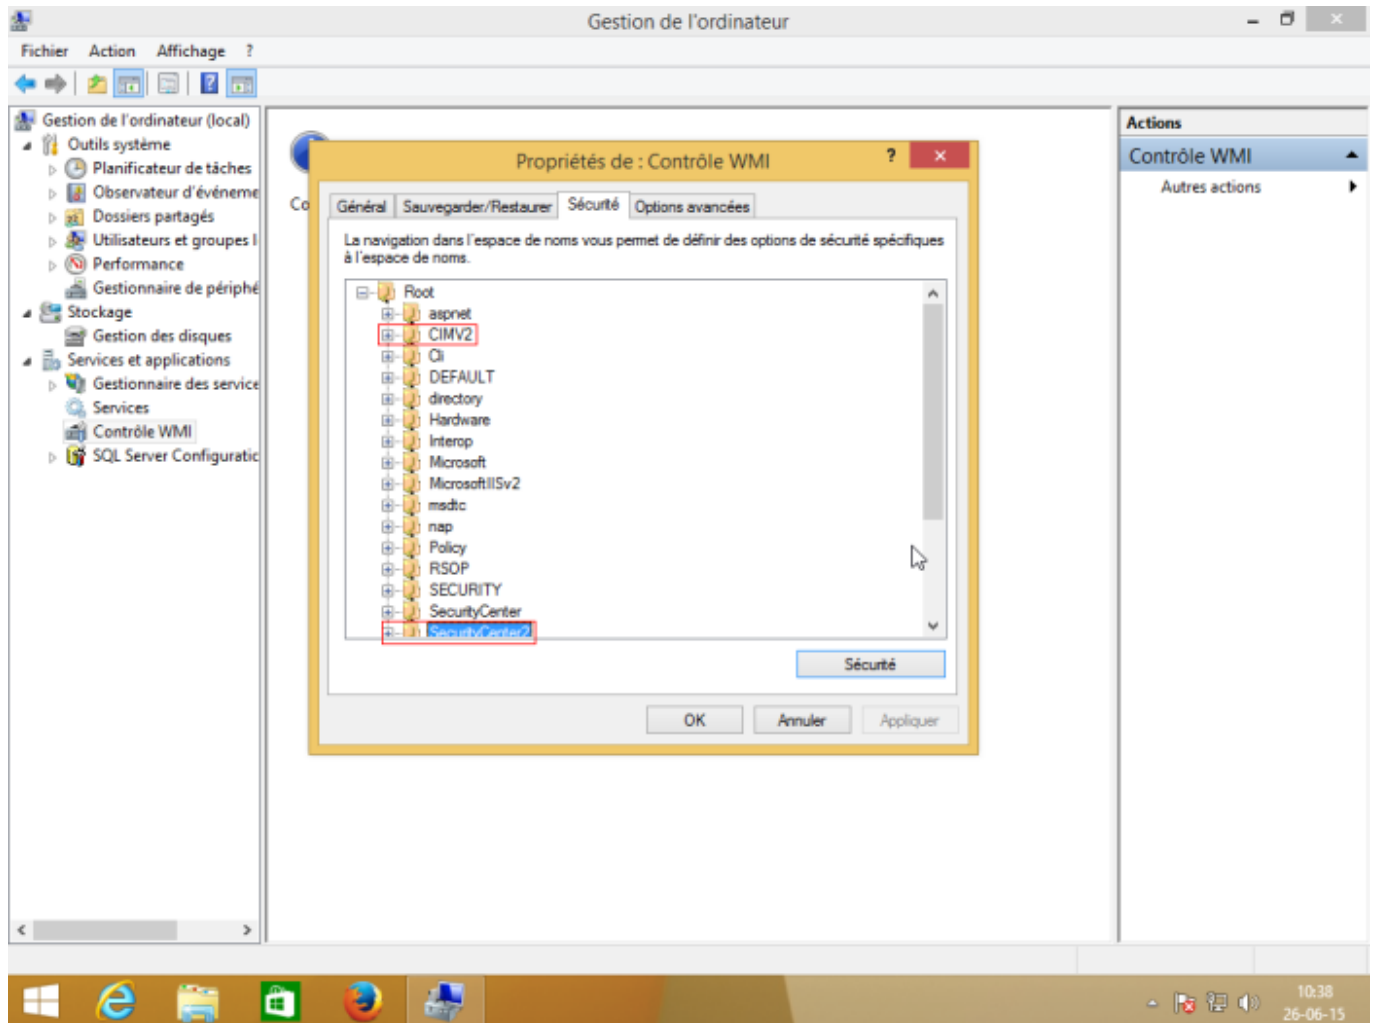 Gestion de l'ordinateur
Fichier Action Affichage ?
Gestion de l'ordinateur (local)
Outils système
Planificateur de tâches
Observateur d'événeme
Dossiers partagés
Utilisateurs et groupes l
Performance
Gestionnaire de périphé
Stockage
Gestion des disques
Services et applications
Gestionnaire des service
Services
Contrôle WMI
SQL Server Configuratic
Co
Propriétés de : Contrôle WMI
?
Général Sauvegarder/Restaurer Sécurité Options avancées
La navigation dans l'espace de noms vous permet de définir des options de sécurité spécifiques
à l'espace de noms.
Root
aspnet
CIMV2
Cli
DEFAULT
directory
Hardware
Interop
Microsoft
MicrosoftIISv2
msdtc
nap
Policy
RSOP
SECURITY
SecurityCenter
SecurityCenter2
Sécurité
OK Annuler Appliquer
Actions
Contrôle WMI
Autres actions
10:38
26-06-15